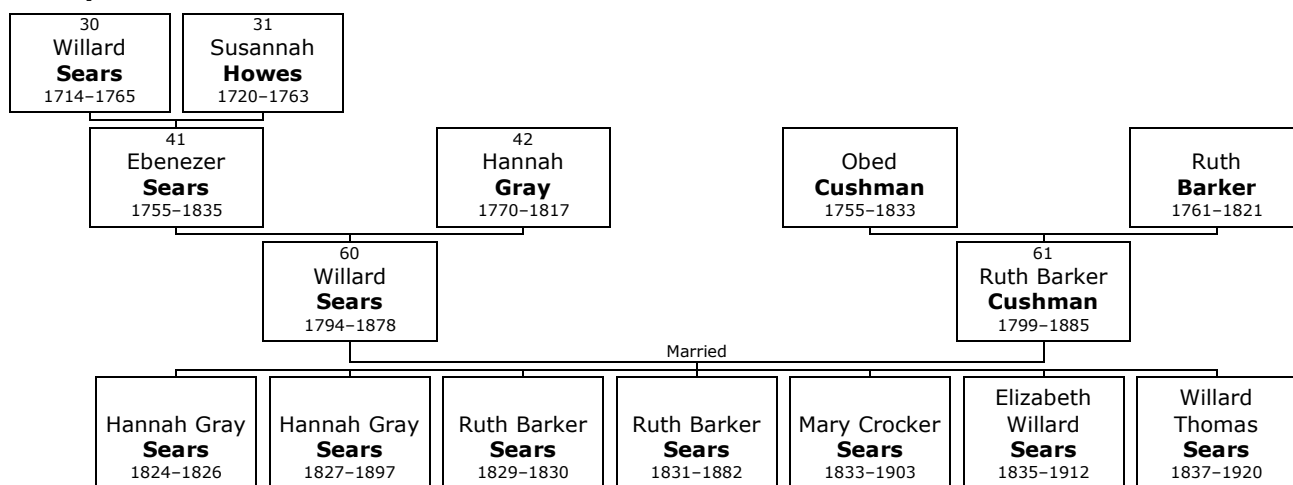 30
Willard
Sears
1714–1765
31
Susannah
Howes
1720–1763
41
Ebenezer
Sears
1755–1835
42
Hannah
Gray
1770–1817
Obed
Cushman
1755–1833
Ruth
Barker
1761–1821
60
Willard
Sears
1794–1878
61
Ruth Barker
Cushman
1799–1885
Married
Hannah Gray
Sears
1824–1826
Hannah Gray
Sears
1827–1897
Ruth Barker
Sears
1829–1830
Ruth Barker
Sears
1831–1882
Mary Crocker
Sears
1833–1903
Elizabeth
Willard
Sears
1835–1912
Willard
Thomas
Sears
1837–1920